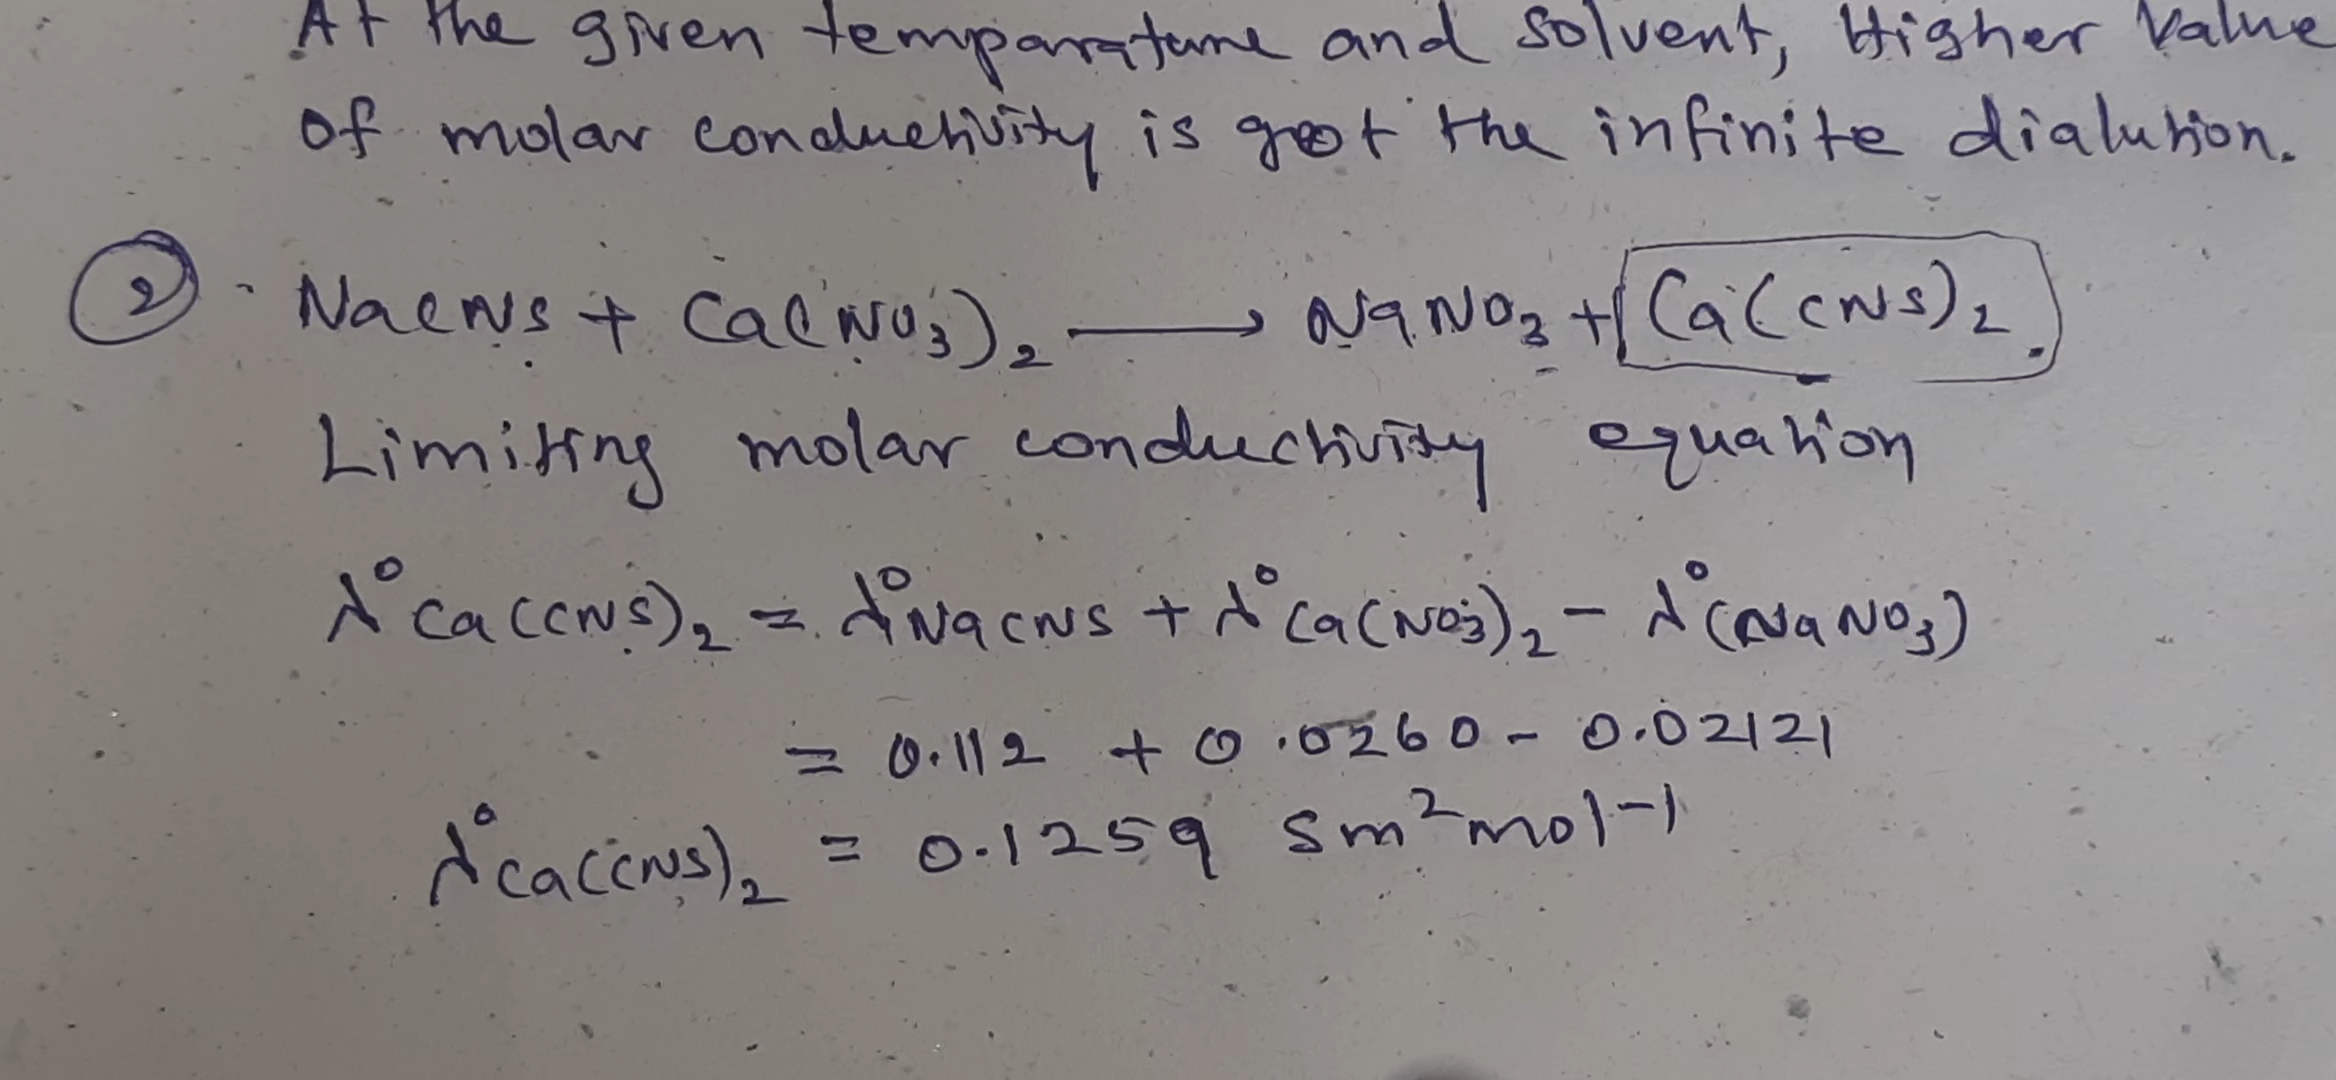 At the given temparature and solvent, Higher Value
of molar conductivity is goot the infinite dialution.
2. NaCNS + Ca(NO₃)₂ ⟶ NaNO₃ + Ca(CNS)₂.
Limiting molar conductivity equation
λ°Ca(CNS)₂ = λ°NaCNS + λ°Ca(NO₃)₂ - λ°(NaNO₃)
= 0.112 + 0.0260 - 0.02121
λ°Ca(CNS)₂ = 0.1259 Sm²mol⁻¹